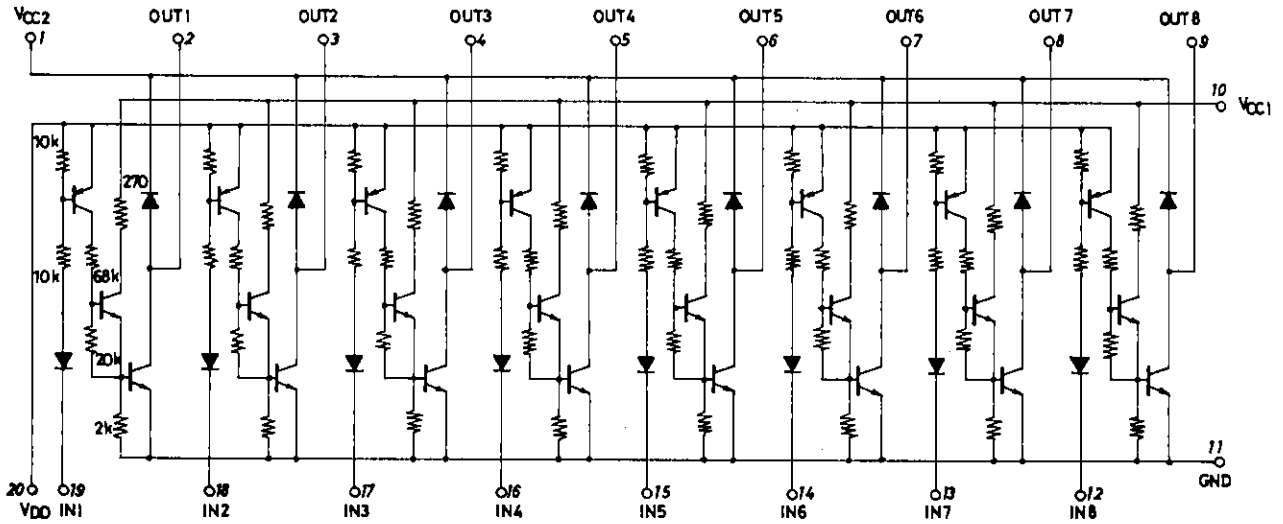 VCC2 OUT1 OUT2 OUT3 OUT4 OUT5 OUT6 OUT7 OUT8
1 2 3 4 5 6 7 8 9
10 VCC1
10k
270
10k 68k
20k
2k
11
GND
20 19 18 17 16 15 14 13 12
VDD IN1 IN2 IN3 IN4 IN5 IN6 IN7 IN8